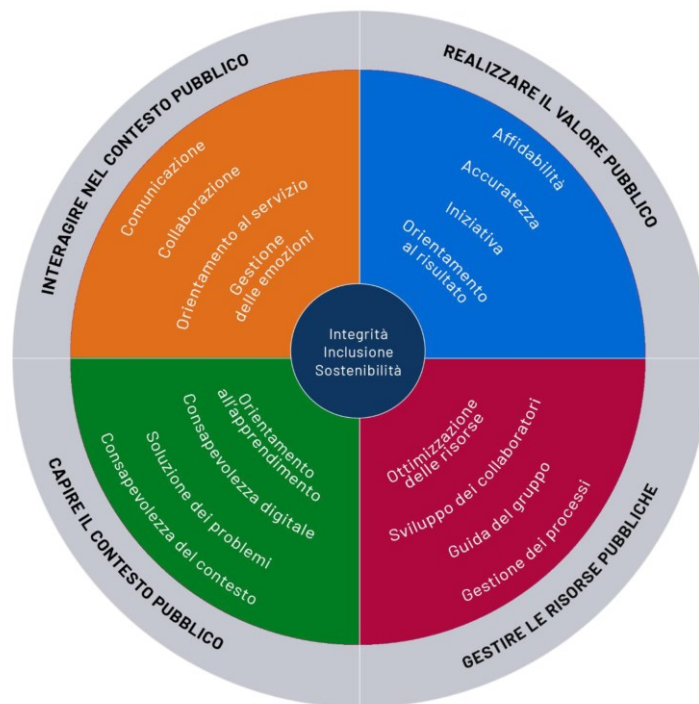 INTERAGIRE NEL CONTESTO PUBBLICO
Comunicazione
Collaborazione
Orientamento al servizio
Gestione
delle emozioni
REALIZZARE IL VALORE PUBBLICO
Affidabilità
Accuratezza
Iniziativa
Orientamento
al risultato
Integrità
Inclusione
Sostenibilità
CAPIRE IL CONTESTO PUBBLICO
Orientamento
all'apprendimento
Consapevolezza digitale
Soluzione dei problemi
Consapevolezza del contesto
GESTIRE LE RISORSE PUBBLICHE
Ottimizzazione
delle risorse
Sviluppo dei collaboratori
Guida del gruppo
Gestione dei processi